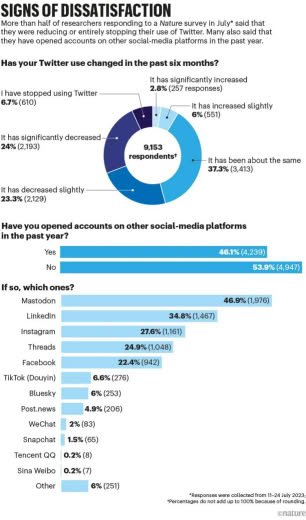 SIGNS OF DISSATISFACTION
More than half of researchers responding to a Nature survey in July* said that
they were reducing or entirely stopping their use of Twitter. Many also said that
they have opened accounts on other social-media platforms in the past year.
Has your Twitter use changed in the past six months?
It has significantly increased
2.8% (257 responses)
I have stopped using Twitter
6.7% (610)
It has increased slightly
6% (551)
It has significantly decreased
24% (2,193)
9,153
respondents†
It has been about the same
37.3% (3,413)
It has decreased slightly
23.3% (2,129)
Have you opened accounts on other social-media platforms
in the past year?
Yes 46.1% (4,239)
No 53.9% (4,947)
If so, which ones?
Mastodon 46.9% (1,976)
LinkedIn 34.8% (1,467)
Instagram 27.6% (1,161)
Threads 24.9% (1,048)
Facebook 22.4% (942)
TikTok (Douyin) 6.6% (276)
Bluesky 6% (253)
Post.news 4.9% (206)
WeChat 2% (83)
Snapchat 1.5% (65)
Tencent QQ 0.2% (8)
Sina Weibo 0.2% (7)
Other 6% (251)
*Responses were collected from 11–24 July 2023;
†Percentages do not add up to 100% because of rounding.
©nature